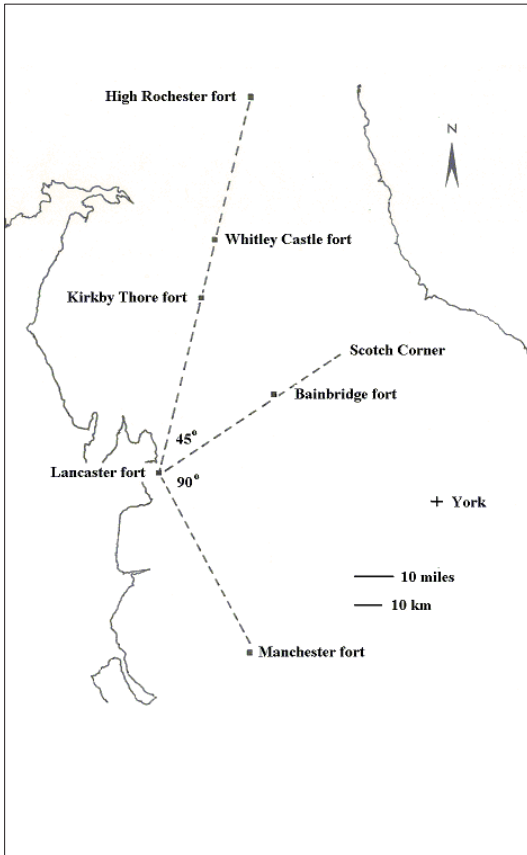 High Rochester fort
N
Whitley Castle fort
Kirkby Thore fort
Scotch Corner
Bainbridge fort
45°
Lancaster fort
90°
York
10 miles
10 km
Manchester fort